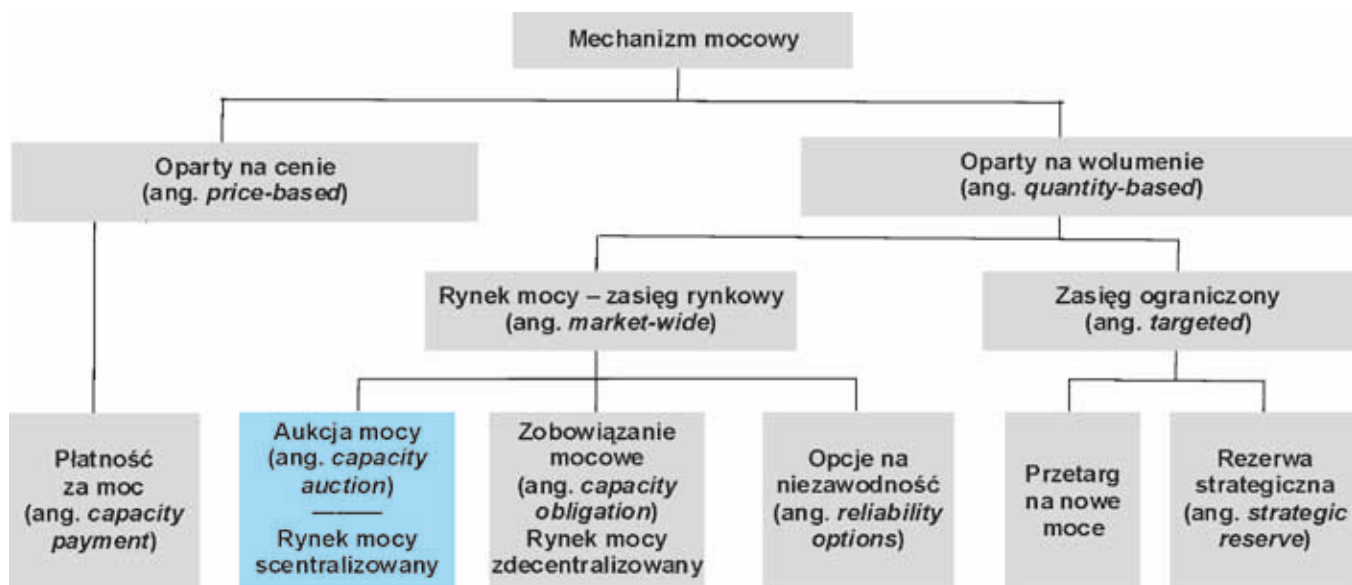 Mechanizm mocowy
Oparty na cenie
(ang. price-based)
Oparty na wolumenie
(ang. quantity-based)
Rynek mocy – zasięg rynkowy
(ang. market-wide)
Zasięg ograniczony
(ang. targeted)
Płatność
za moc
(ang. capacity
payment)
Aukcja mocy
(ang. capacity
auction)
Rynek mocy
scentralizowany
Zobowiązanie
mocowe
(ang. capacity
obligation)
Rynek mocy
zdecentralizowany
Opcje na
niezawodność
(ang. reliability
options)
Przetarg
na nowe
moce
Rezerwa
strategiczna
(ang. strategic
reserve)